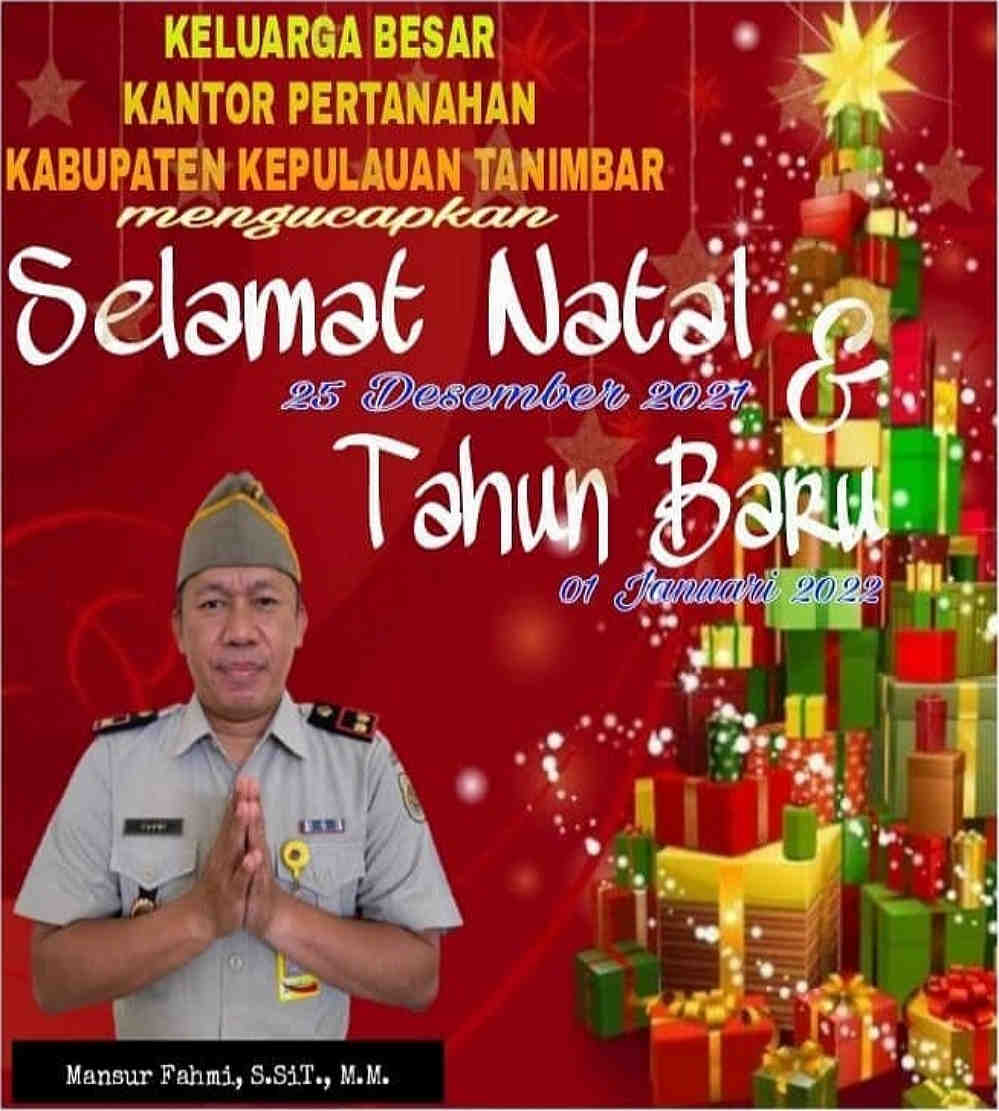 KELUARGA BESAR
KANTOR PERTANAHAN
KABUPATEN KEPULAUAN TANIMBAR
mengucapkan
Selamat Natal
25 Desember 2021
&
Tahun Baru
01 Januari 2022
FAHMI
Mansur Fahmi, S.SiT., M.M.